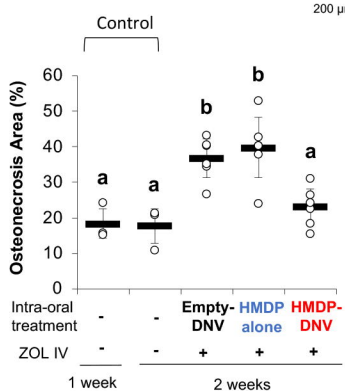 200 μ
Control
Osteonecrosis Area (%)
60
50
40
30
20
10
0
a
a
b
b
a
Intra-oral treatment
- - Empty-DNV HMDP alone HMDP-DNV
ZOL IV - - + + +
1 week 2 weeks